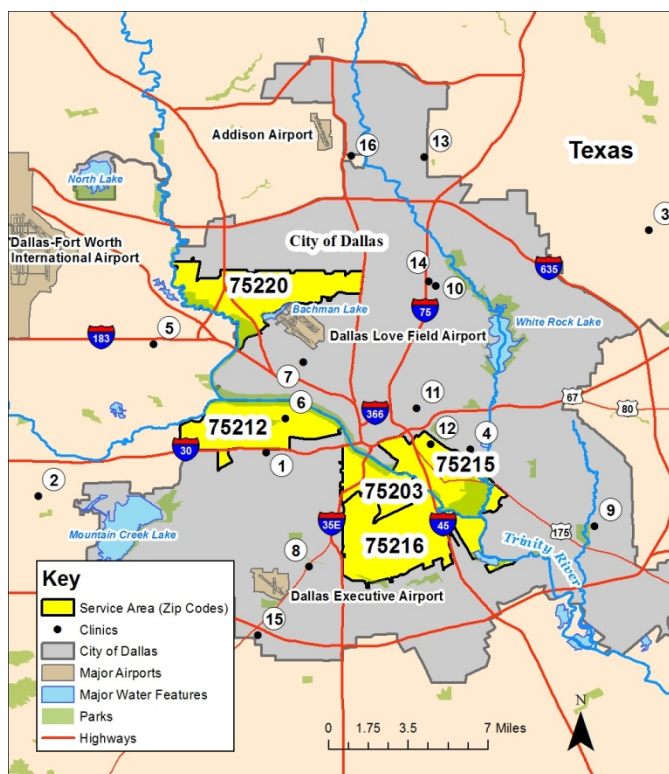 Addison Airport
16
13
Texas
North Lake
3
Dallas-Fort Worth
International Airport
City of Dallas
635
14
10
75220
75
Bachman Lake
White Rock Lake
Dallas Love Field Airport
183
5
7
67
80
366
11
6
75212
12
4
30
1
75215
2
75203
9
35E
45
175
75216
Mountain Creek Lake
Trinity River
8
Dallas Executive Airport
15
Key
Service Area (Zip Codes)
Clinics
City of Dallas
Major Airports
Major Water Features
Parks
Highways
N
0 1.75 3.5 7 Miles